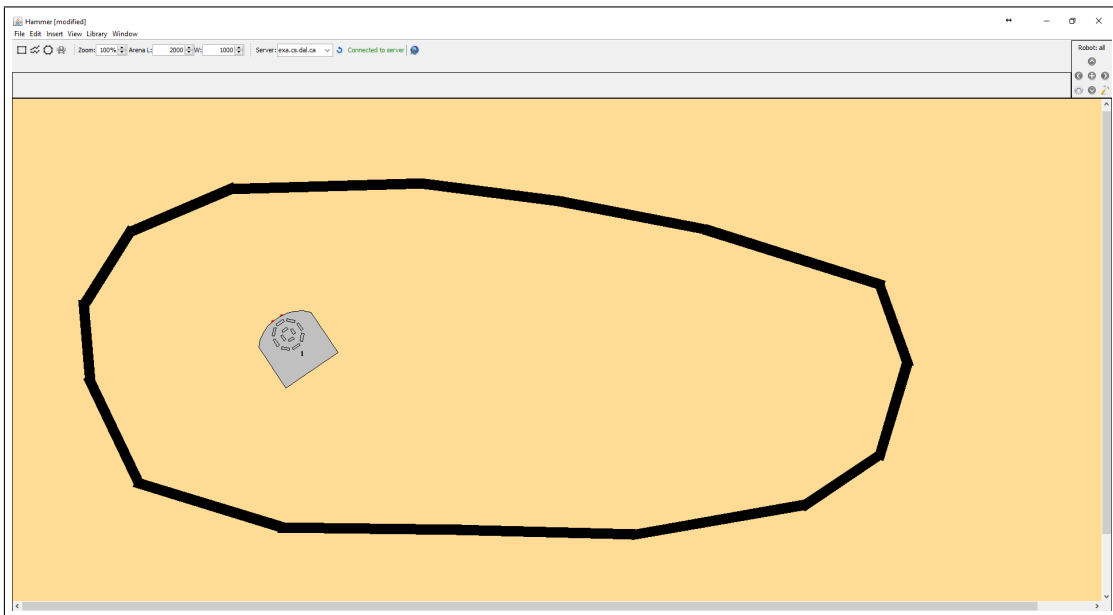 Hammer [modified]
File Edit Insert View Library Window
Zoom: 100% Arena L: 2000 W: 1000 Server: exa.cs.dal.ca Connected to server
Robot: all
1